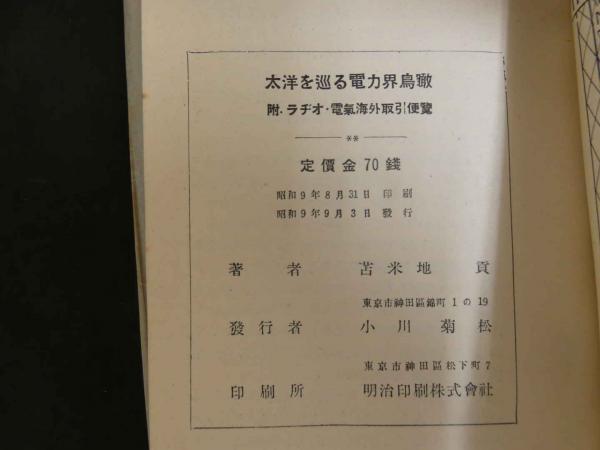 太洋を巡る電力界鳥瞰
附・ラヂオ・電氣海外取引便覽
定價金70錢
昭和9年8月31日 印刷
昭和9年9月3日 發行
著者 苫米地貢
東京市神田區錦町1の19
發行者 小川菊松
東京市神田區松下町7
印刷所 明治印刷株式會社